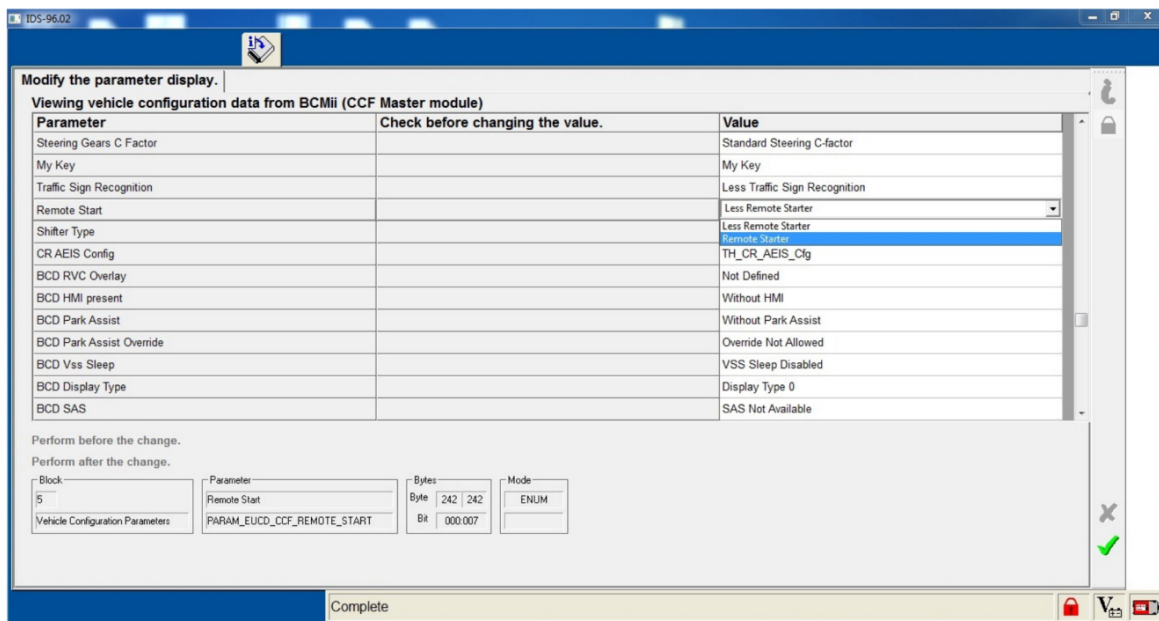 IDS-96.02
Modify the parameter display.
Viewing vehicle configuration data from BCMii (CCF Master module)
Parameter Check before changing the value. Value
Steering Gears C Factor Standard Steering C-factor
My Key My Key
Traffic Sign Recognition Less Traffic Sign Recognition
Remote Start Less Remote Starter
Less Remote Starter
Shifter Type
Remote Starter
CR AEIS Config TH_CR_AEIS_Cfg
BCD RVC Overlay Not Defined
BCD HMI present Without HMI
BCD Park Assist Without Park Assist
BCD Park Assist Override Override Not Allowed
BCD Vss Sleep VSS Sleep Disabled
BCD Display Type Display Type 0
BCD SAS SAS Not Available
Perform before the change.
Perform after the change.
Block Parameter Bytes Mode
5 Remote Start Byte 242 242 ENUM
Vehicle Configuration Parameters PARAM_EUCD_CCF_REMOTE_START Bit 000:007
Complete